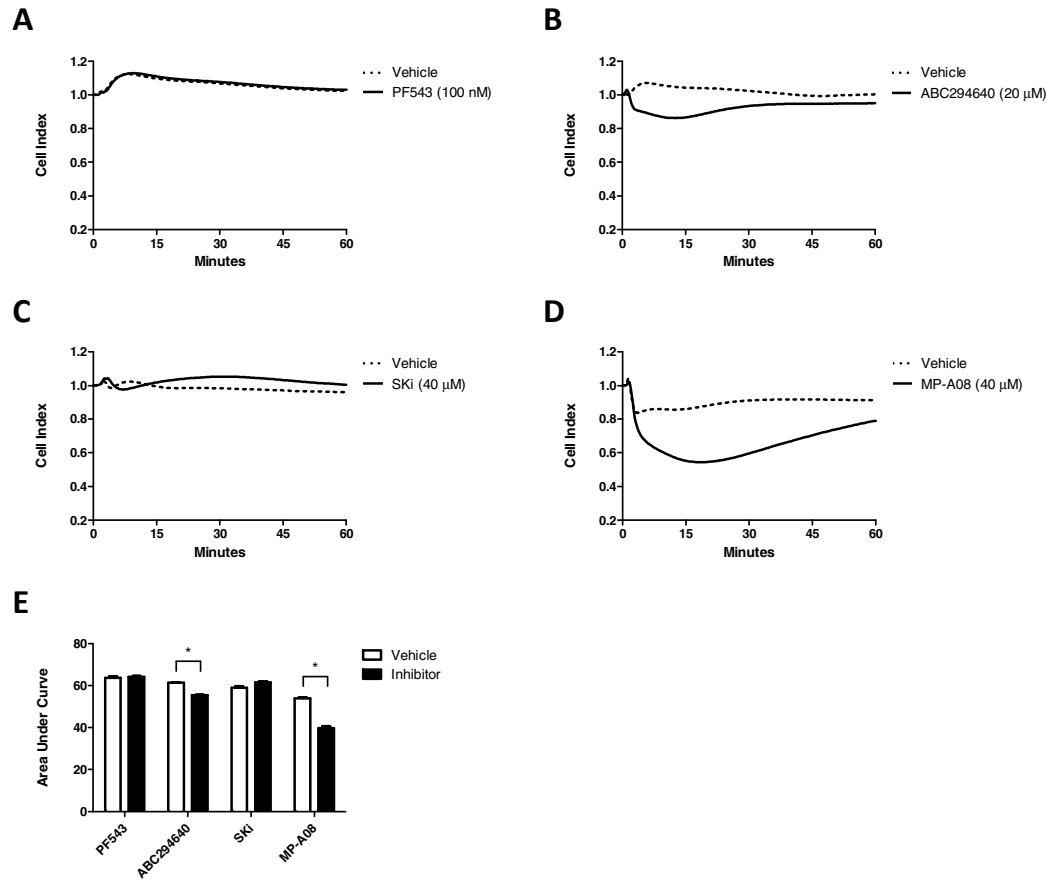 A
1.2
1.0
0.8
0.6
0.4
0.2
Cell Index
0 15 30 45 60
Minutes
Vehicle
PF543 (100 nM)
B
1.2
1.0
0.8
0.6
0.4
0.2
Cell Index
0 15 30 45 60
Minutes
Vehicle
ABC294640 (20 μM)
C
1.2
1.0
0.8
0.6
0.4
0.2
Cell Index
0 15 30 45 60
Minutes
Vehicle
SKi (40 μM)
D
1.2
1.0
0.8
0.6
0.4
0.2
Cell Index
0 15 30 45 60
Minutes
Vehicle
MP-A08 (40 μM)
E
80
60
40
20
0
Area Under Curve
*
*
PF543
ABC294640
SKi
MP-A08
Vehicle
Inhibitor